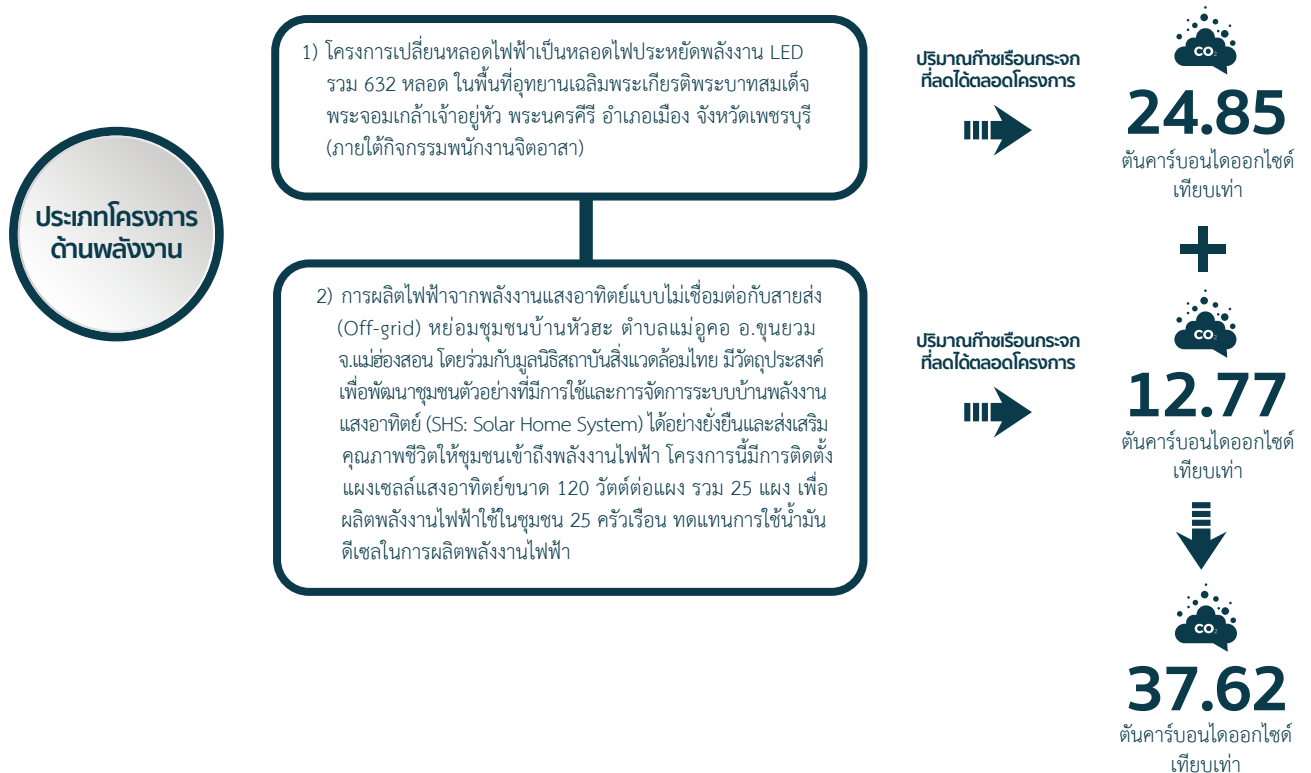 ประเภทโครงการ
ด้านพลังงาน
1) โครงการเปลี่ยนหลอดไฟฟ้าเป็นหลอดไฟประหยัดพลังงาน LED
รวม 632 หลอด ในพื้นที่อุทยานเฉลิมพระเกียรติพระบาทสมเด็จ
พระจอมเกล้าเจ้าอยู่หัว พระนครคีรี อำเภอเมือง จังหวัดเพชรบุรี
(ภายใต้กิจกรรมพนักงานจิตอาสา)
ปริมาณก๊าซเรือนกระจก
ที่ลดได้ตลอดโครงการ
CO2
24.85
ตันคาร์บอนไดออกไซด์
เทียบเท่า
+
2) การผลิตไฟฟ้าจากพลังงานแสงอาทิตย์แบบไม่เชื่อมต่อกับสายส่ง
(Off-grid) หย่อมชุมชนบ้านหัวฮะ ตำบลแม่อูคอ อ.ขุนยวม
จ.แม่ฮ่องสอน โดยร่วมกับมูลนิธิสถาบันสิ่งแวดล้อมไทย มีวัตถุประสงค์
เพื่อพัฒนาชุมชนตัวอย่างที่มีการใช้และการจัดการระบบบ้านพลังงาน
แสงอาทิตย์ (SHS: Solar Home System) ได้อย่างยั่งยืนและส่งเสริม
คุณภาพชีวิตให้ชุมชนเข้าถึงพลังงานไฟฟ้า โครงการนี้มีการติดตั้ง
แผงเซลล์แสงอาทิตย์ขนาด 120 วัตต์ต่อแผง รวม 25 แผง เพื่อ
ผลิตพลังงานไฟฟ้าใช้ในชุมชน 25 ครัวเรือน ทดแทนการใช้น้ำมัน
ดีเซลในการผลิตพลังงานไฟฟ้า
ปริมาณก๊าซเรือนกระจก
ที่ลดได้ตลอดโครงการ
CO2
12.77
ตันคาร์บอนไดออกไซด์
เทียบเท่า
CO2
37.62
ตันคาร์บอนไดออกไซด์
เทียบเท่า